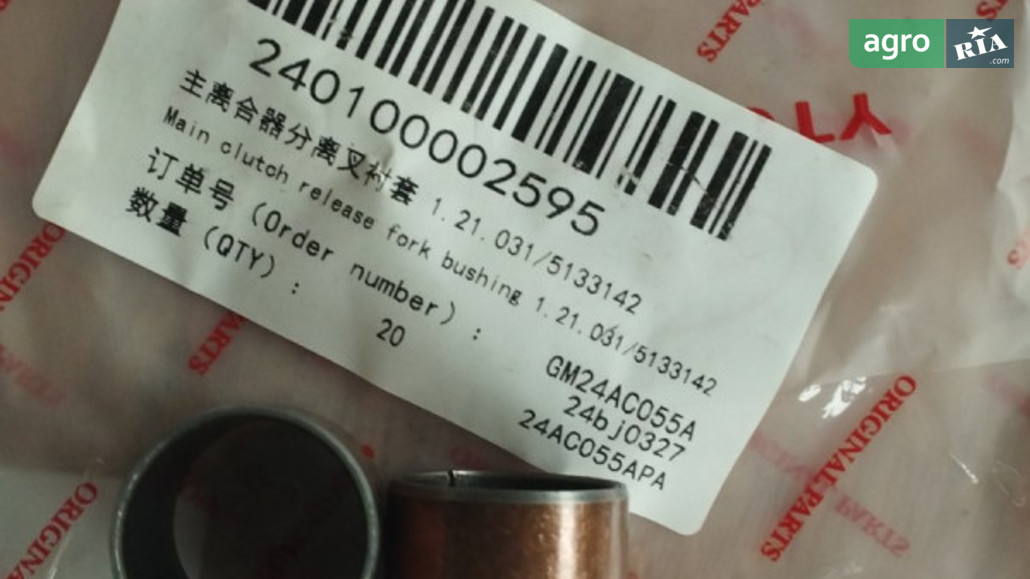 agro
RIA
.com
2401000002595
主离合器分离叉衬套 1.21.031/5133142
Main clutch release fork bushing 1.21.031/5133142
订单号 (Order number) : GM24AC055A
24bj0327
数量 (QTY) : 20 24AC055APA
YTO
ORIGINAL PARTS